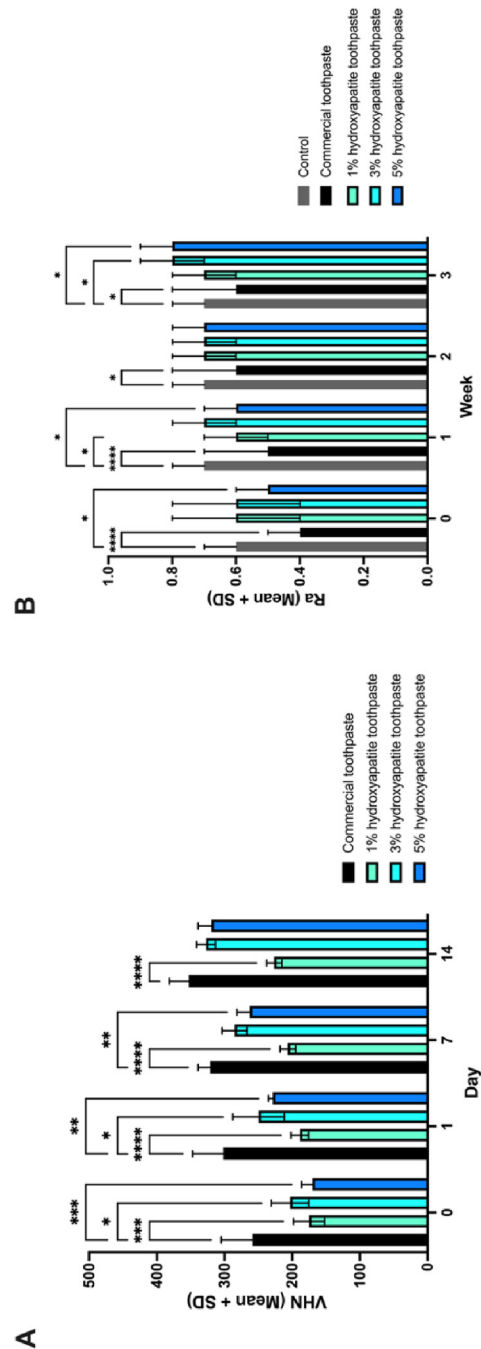 A
VHN (Mean + SD)
500
400
300
200
100
0
*** * ***
** * ****
** ****
****
0 1 7 14
Day
Commercial toothpaste
1% hydroxyapatite toothpaste
3% hydroxyapatite toothpaste
5% hydroxyapatite toothpaste
B
Ra (Mean + SD)
1.0
0.8
0.6
0.4
0.2
0.0
* ****
* * ****
*
* * *
0 1 2 3
Week
Control
Commercial toothpaste
1% hydroxyapatite toothpaste
3% hydroxyapatite toothpaste
5% hydroxyapatite toothpaste